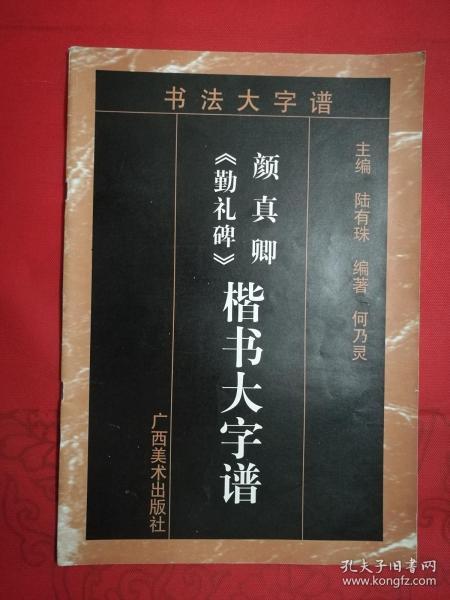 书法大字谱
主编 陆有珠 编著 何乃灵
颜真卿
《勤礼碑》
楷书大字谱
广西美术出版社
孔夫子旧书网
www.kongfz.com